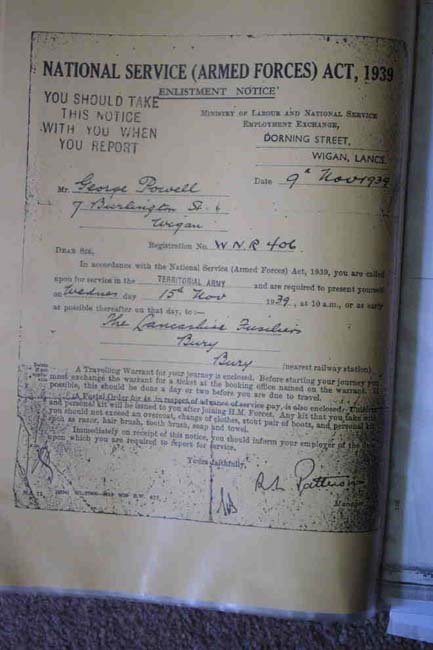 NATIONAL SERVICE (ARMED FORCES) ACT, 1939
ENLISTMENT NOTICE
YOU SHOULD TAKE
THIS NOTICE
WITH YOU WHEN
YOU REPORT
MINISTRY OF LABOUR AND NATIONAL SERVICE
EMPLOYMENT EXCHANGE,
DORNING STREET,
WIGAN, LANCS.
Date 9th Nov 1939
Mr. George Powell
7 Burlington St
Wigan
Registration No. W.N.R 406
DEAR SIR,
In accordance with the National Service (Armed Forces) Act, 1939, you are called
upon for service in the TERRITORIAL ARMY and are required to present yourself
on Wednes day 15th Nov 1939, at 10 a.m., or as early
as possible thereafter on that day, to:—
The Lancashire Fusiliers
Bury
Bury (nearest railway station).
A Travelling Warrant for your journey is enclosed. Before starting your journey you
must exchange the warrant for a ticket at the booking office named on the warrant. If
possible, this should be done a day or two before you are due to travel.
A Postal Order for 4s. in respect of advance of service pay, is also enclosed. Uniform
and personal kit will be issued to you after joining H.M. Forces. Any kit that you take with
you should not exceed an overcoat, change of clothes, stout pair of boots, and personal kit
such as razor, hair brush, tooth brush, soap and towel.
Immediately on receipt of this notice, you should inform your employer of the date
upon which you are required to report for service.
Yours faithfully,
Manager